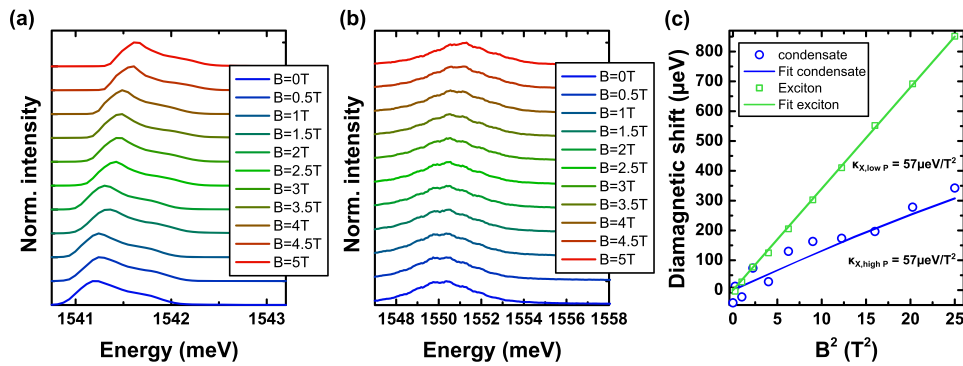 (a)
Norm. intensity
B=0T
B=0.5T
B=1T
B=1.5T
B=2T
B=2.5T
B=3T
B=3.5T
B=4T
B=4.5T
B=5T
1541 1542 1543
Energy (meV)
(b)
Norm. intensity
B=0T
B=0.5T
B=1T
B=1.5T
B=2T
B=2.5T
B=3T
B=3.5T
B=4T
B=4.5T
B=5T
1548 1550 1552 1554 1556 1558
Energy (meV)
(c)
Diamagnetic shift (µeV)
800
700
600
500
400
300
200
100
0
condensate
Fit condensate
Exciton
Fit exciton
κX,low P = 57µeV/T²
κX,high P = 57µeV/T²
0 5 10 15 20 25
B² (T²)